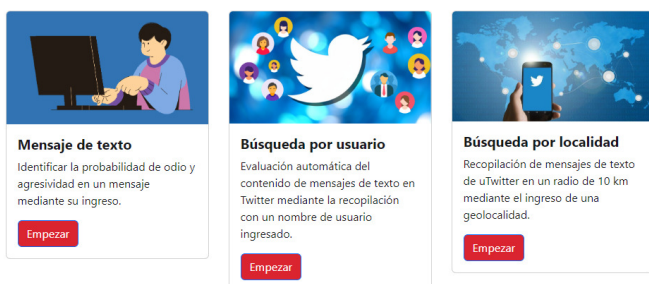 Mensaje de texto
Identificar la probabilidad de odio y
agresividad en un mensaje
mediante su ingreso.
Empezar
Búsqueda por usuario
Evaluación automática del
contenido de mensajes de texto en
Twitter mediante la recopilación
con un nombre de usuario
ingresado.
Empezar
Búsqueda por localidad
Recopilación de mensajes de texto
de uTwitter en un radio de 10 km
mediante el ingreso de una
geolocalidad.
Empezar